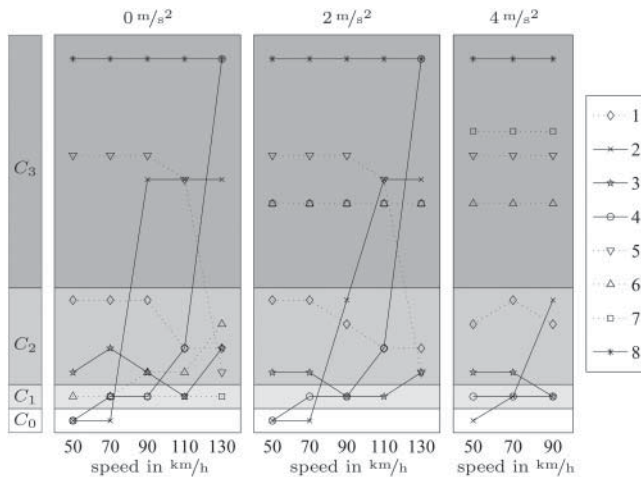 0 m/s² 2 m/s² 4 m/s²
C₃
C₂
C₁
C₀
1
2
3
4
5
6
7
8
50 70 90 110 130 50 70 90 110 130 50 70 90
speed in km/h speed in km/h speed in km/h